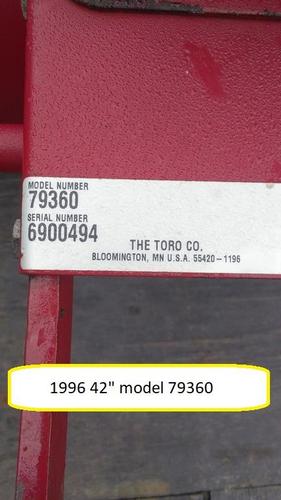 MODEL NUMBER
79360
SERIAL NUMBER
6900494
THE TORO CO.
BLOOMINGTON, MN U.S.A. 55420-1196
1996 42" model 79360